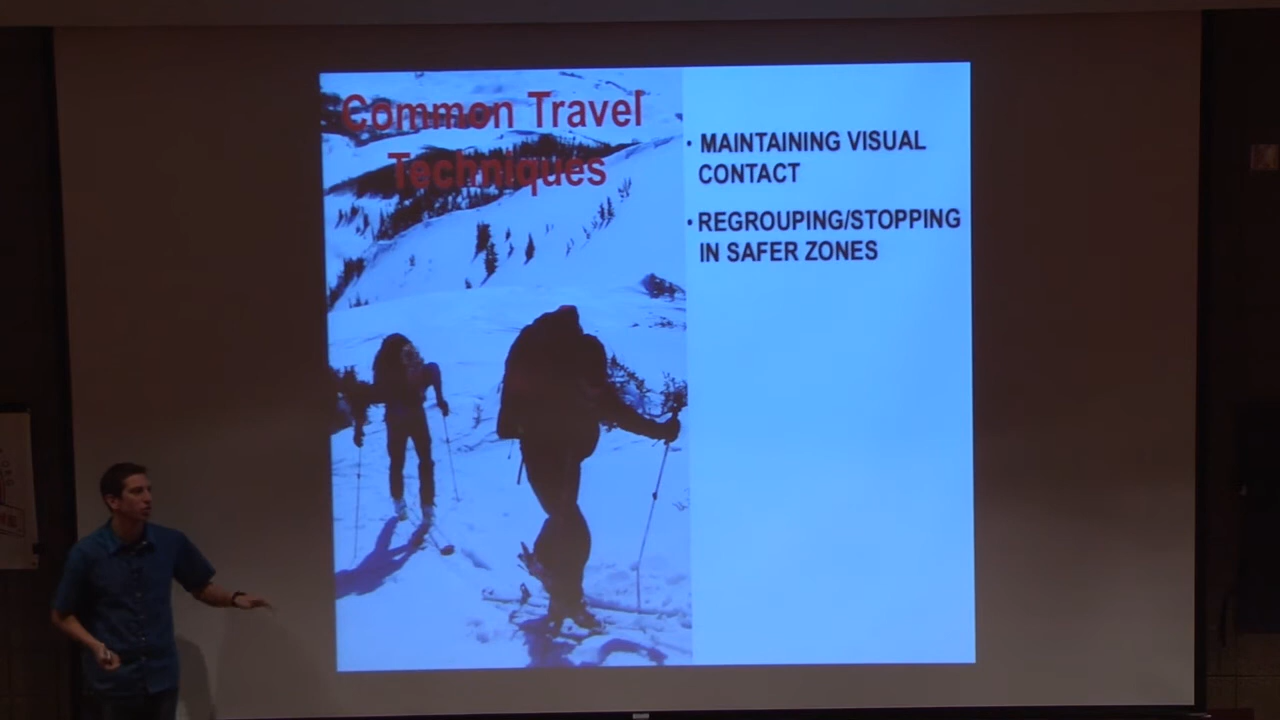 Common Travel
Techniques
• MAINTAINING VISUAL
CONTACT
• REGROUPING/STOPPING
IN SAFER ZONES